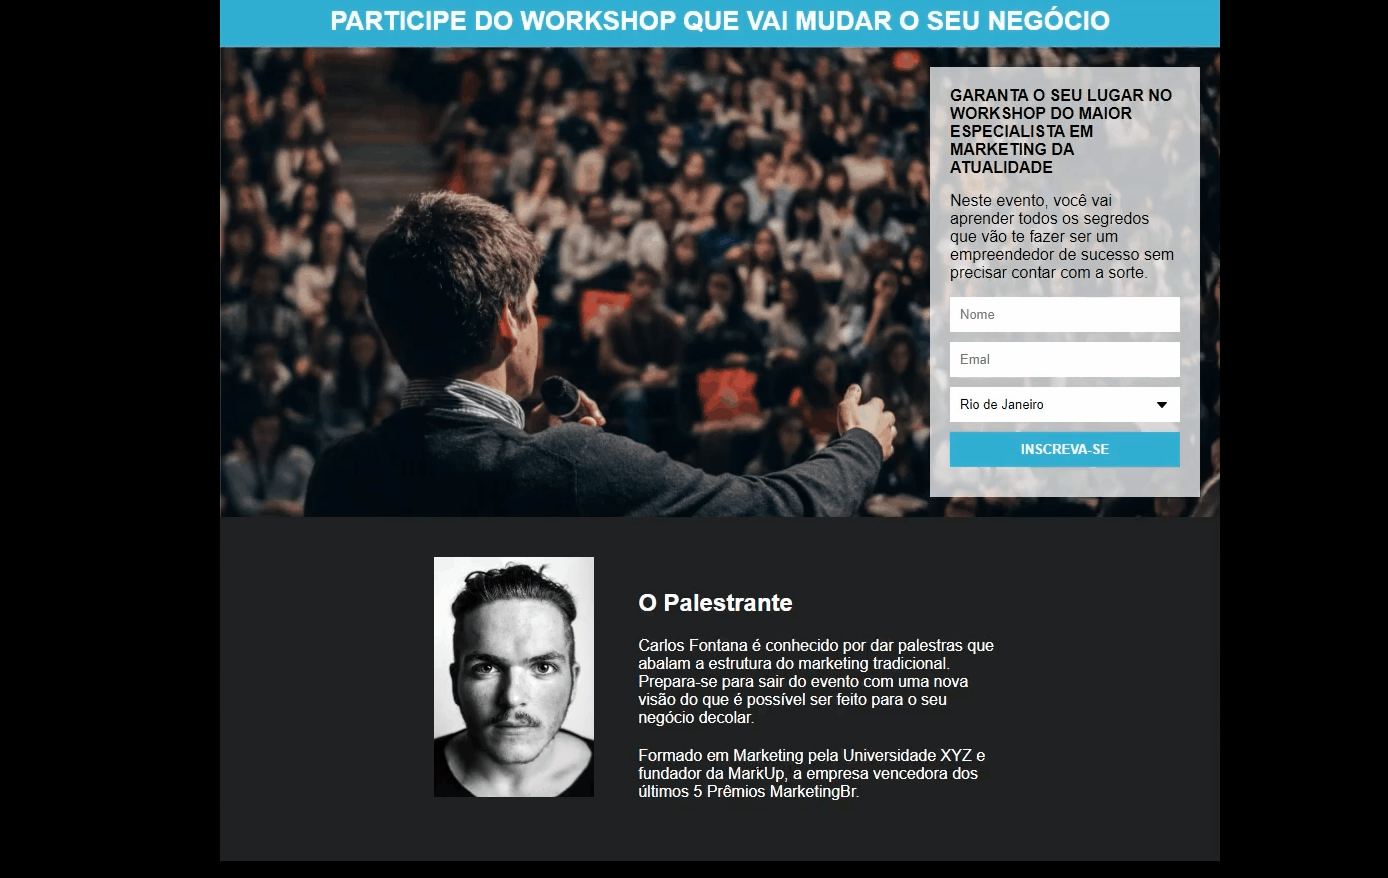 PARTICIPE DO WORKSHOP QUE VAI MUDAR O SEU NEGÓCIO
GARANTA O SEU LUGAR NO
WORKSHOP DO MAIOR
ESPECIALISTA EM
MARKETING DA
ATUALIDADE
Neste evento, você vai
aprender todos os segredos
que vão te fazer ser um
empreendedor de sucesso sem
precisar contar com a sorte.
Nome
Emal
Rio de Janeiro
INSCREVA-SE
O Palestrante
Carlos Fontana é conhecido por dar palestras que
abalam a estrutura do marketing tradicional.
Prepara-se para sair do evento com uma nova
visão do que é possível ser feito para o seu
negócio decolar.
Formado em Marketing pela Universidade XYZ e
fundador da MarkUp, a empresa vencedora dos
últimos 5 Prêmios MarketingBr.